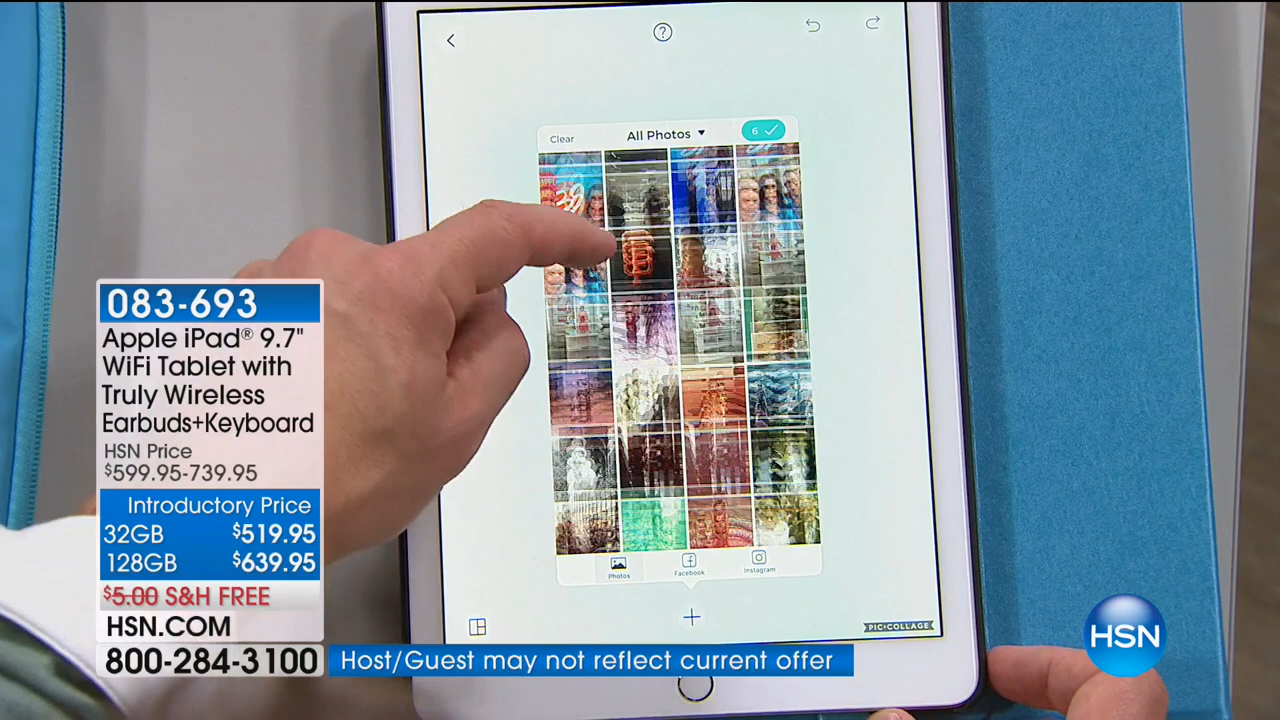 Clear
All Photos ▼
6 ✓
Photos
Facebook
Instagram
PIC•COLLAGE
083-693
Apple iPad® 9.7"
WiFi Tablet with
Truly Wireless
Earbuds+Keyboard
HSN Price
$599.95-739.95
Introductory Price
32GB $519.95
128GB $639.95
$5.00 S&H FREE
HSN.COM
800-284-3100
Host/Guest may not reflect current offer
HSN